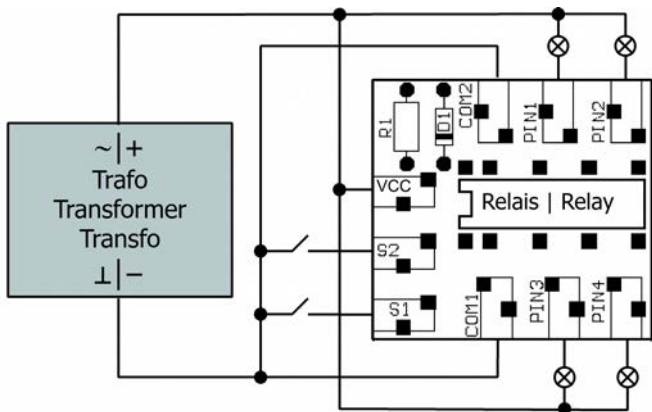 ~|+
Trafo
Transformer
Transfo
⊥|−
R1
D1
COM2
PIN1
PIN2
VCC
Relais | Relay
S2
S1
COM1
PIN3
PIN4